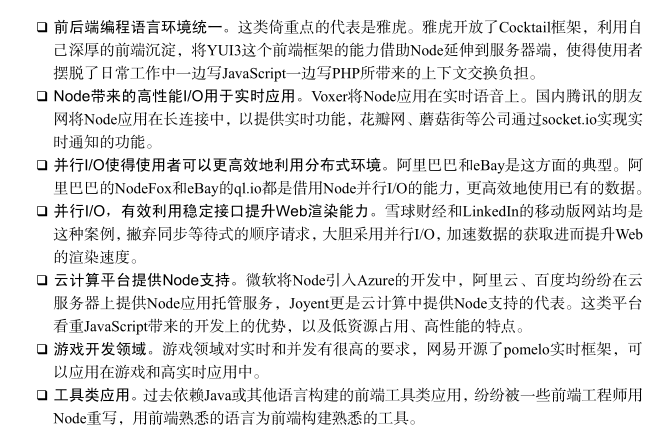 ❑ 前后端编程语言环境统一。这类倚重点的代表是雅虎。雅虎开放了Cocktail框架，利用自
己深厚的前端沉淀，将YUI3这个前端框架的能力借助Node延伸到服务器端，使得使用者
摆脱了日常工作中一边写JavaScript一边写PHP所带来的上下文交换负担。
❑ Node带来的高性能I/O用于实时应用。Voxer将Node应用在实时语音上。国内腾讯的朋友
网将Node应用在长连接中，以提供实时功能，花瓣网、蘑菇街等公司通过socket.io实现实
时通知的功能。
❑ 并行I/O使得使用者可以更高效地利用分布式环境。阿里巴巴和eBay是这方面的典型。阿
里巴巴的NodeFox和eBay的ql.io都是借用Node并行I/O的能力，更高效地使用已有的数据。
❑ 并行I/O，有效利用稳定接口提升Web渲染能力。雪球财经和LinkedIn的移动版网站均是
这种案例，撇弃同步等待式的顺序请求，大胆采用并行I/O，加速数据的获取进而提升Web
的渲染速度。
❑ 云计算平台提供Node支持。微软将Node引入Azure的开发中，阿里云、百度均纷纷在云
服务器上提供Node应用托管服务，Joyent更是云计算中提供Node支持的代表。这类平台
看重JavaScript带来的开发上的优势，以及低资源占用、高性能的特点。
❑ 游戏开发领域。游戏领域对实时和并发有很高的要求，网易开源了pomelo实时框架，可
以应用在游戏和高实时应用中。
❑ 工具类应用。过去依赖Java或其他语言构建的前端工具类应用，纷纷被一些前端工程师用
Node重写，用前端熟悉的语言为前端构建熟悉的工具。